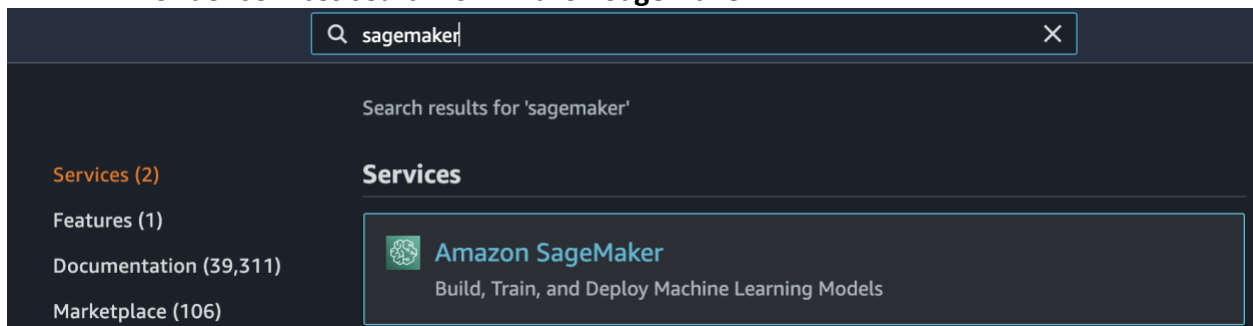 sagemaker
Search results for 'sagemaker'
Services (2)
Features (1)
Documentation (39,311)
Marketplace (106)
Services
Amazon SageMaker
Build, Train, and Deploy Machine Learning Models